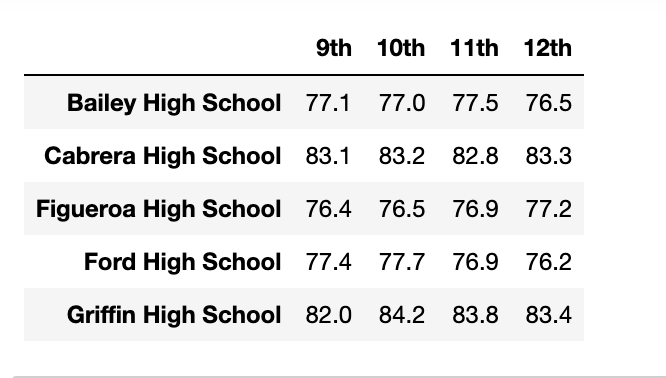 9th 10th 11th 12th
Bailey High School 77.1 77.0 77.5 76.5
Cabrera High School 83.1 83.2 82.8 83.3
Figueroa High School 76.4 76.5 76.9 77.2
Ford High School 77.4 77.7 76.9 76.2
Griffin High School 82.0 84.2 83.8 83.4